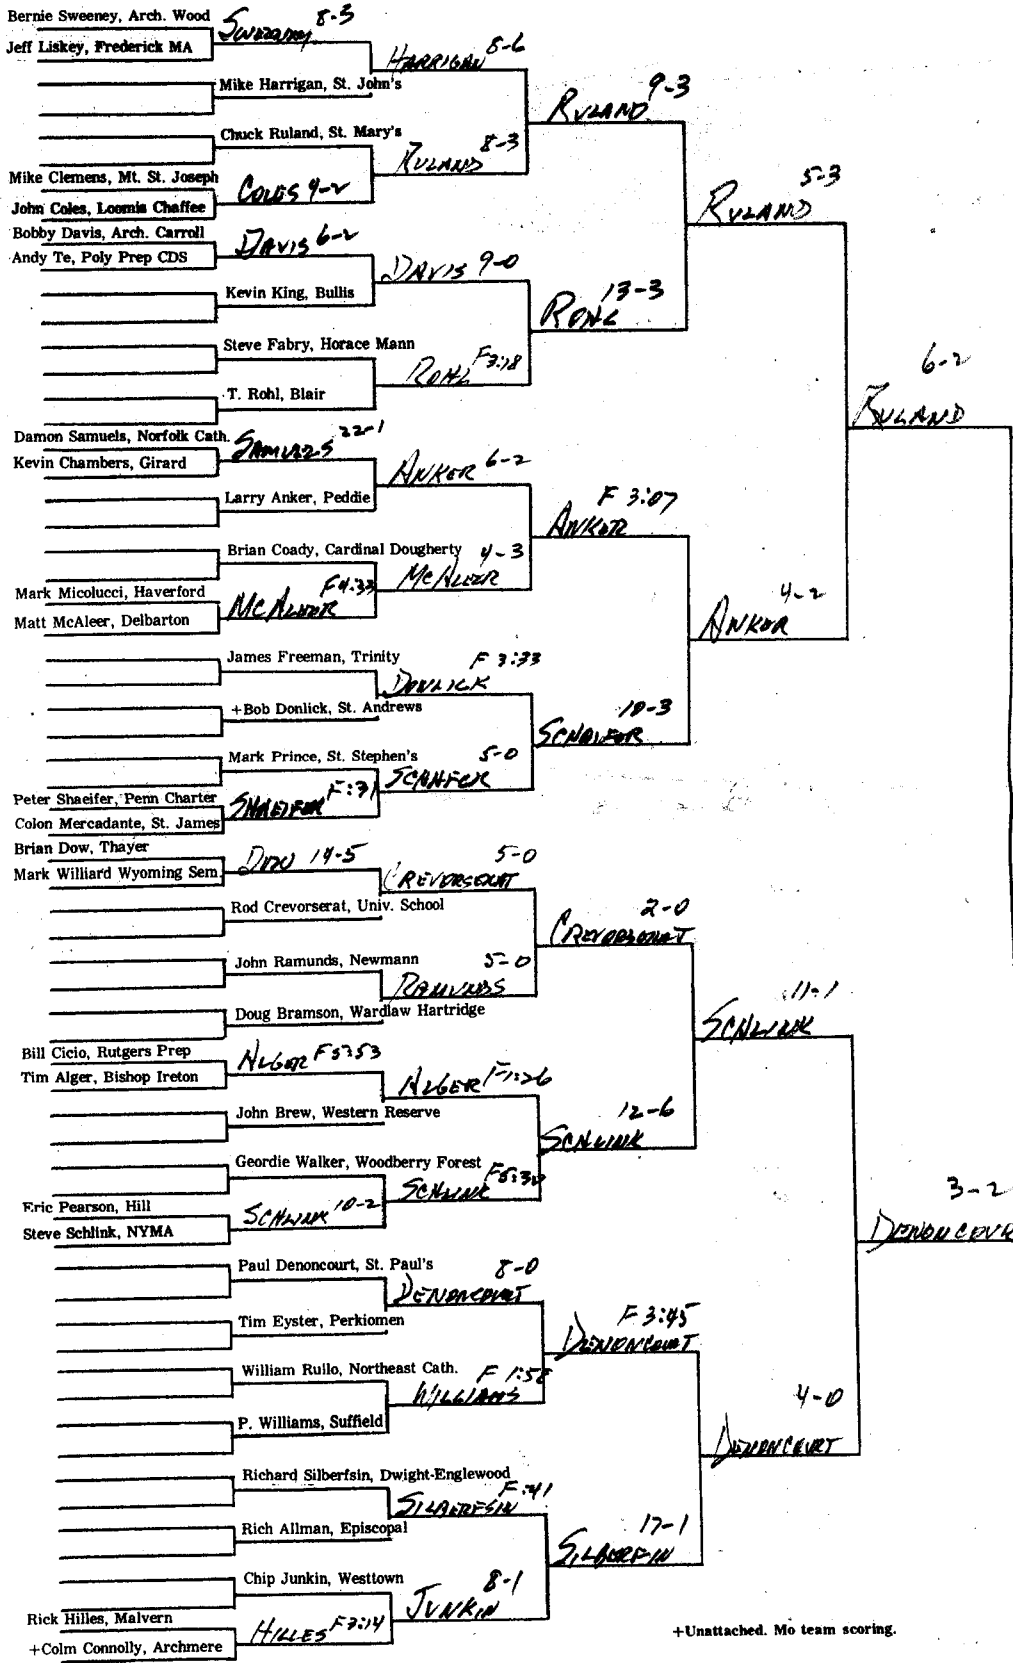 Bernie Sweeney, Arch. Wood
8-3
Sweeney
Jeff Liskey, Frederick MA
8-6
HARRIGAN
Mike Harrigan, St. John's
9-3
RULAND
Chuck Ruland, St. Mary's
8-3
RULAND
Mike Clemens, Mt. St. Joseph
COLES 4-2
John Coles, Loomis Chaffee
5-3
RULAND
Bobby Davis, Arch. Carroll
DAVIS 6-2
Andy Te, Poly Prep CDS
DAVIS 9-0
Kevin King, Bullis
13-3
ROHL
Steve Fabry, Horace Mann
ROHL F3:18
T. Rohl, Blair
6-2
RULAND
Damon Samuels, Norfolk Cath.
SAMUELS 22-1
Kevin Chambers, Girard
ANKER 6-2
Larry Anker, Peddie
F 3:07
ANKER
Brian Coady, Cardinal Dougherty
4-3
MCALEER
Mark Micolucci, Haverford
F4:33
MCALEER
Matt McAleer, Delbarton
4-2
ANKER
James Freeman, Trinity
F 3:33
DONLICK
+Bob Donlick, St. Andrews
10-3
SCHAEFER
Mark Prince, St. Stephen's
5-0
SCHAFER
Peter Shaeifer, Penn Charter
SHAEIFER F:31
Colon Mercadante, St. James
Brian Dow, Thayer
DOW 14-5
Mark Williard Wyoming Sem.
5-0
CREVORSERAT
Rod Crevorserat, Univ. School
2-0
CREVORSERAT
John Ramunds, Newmann
5-0
RAMUNDS
Doug Bramson, Wardlaw Hartridge
11-1
SCHLINK
Bill Cicio, Rutgers Prep
ALGER F5:53
Tim Alger, Bishop Ireton
ALGER F1:26
John Brew, Western Reserve
12-6
SCHLINK
Geordie Walker, Woodberry Forest
SCHLINK
Eric Pearson, Hill
SCHLINK 10-2
Steve Schlink, NYMA
3-2
DENONCOUR
Paul Denoncourt, St. Paul's
8-0
DENONCOURT
Tim Eyster, Perkiomen
F 3:45
DENONCOURT
William Rullo, Northeast Cath.
F 1:58
WILLIAMS
P. Williams, Suffield
4-0
DENONCOURT
Richard Silberfsin, Dwight-Englewood
F:41
SILBERFSIN
Rich Allman, Episcopal
17-1
SILBERFIN
Chip Junkin, Westtown
8-1
JUNKIN
Rick Hilles, Malvern
HILLES F3:14
+Colm Connolly, Archmere
+Unattached. Mo team scoring.